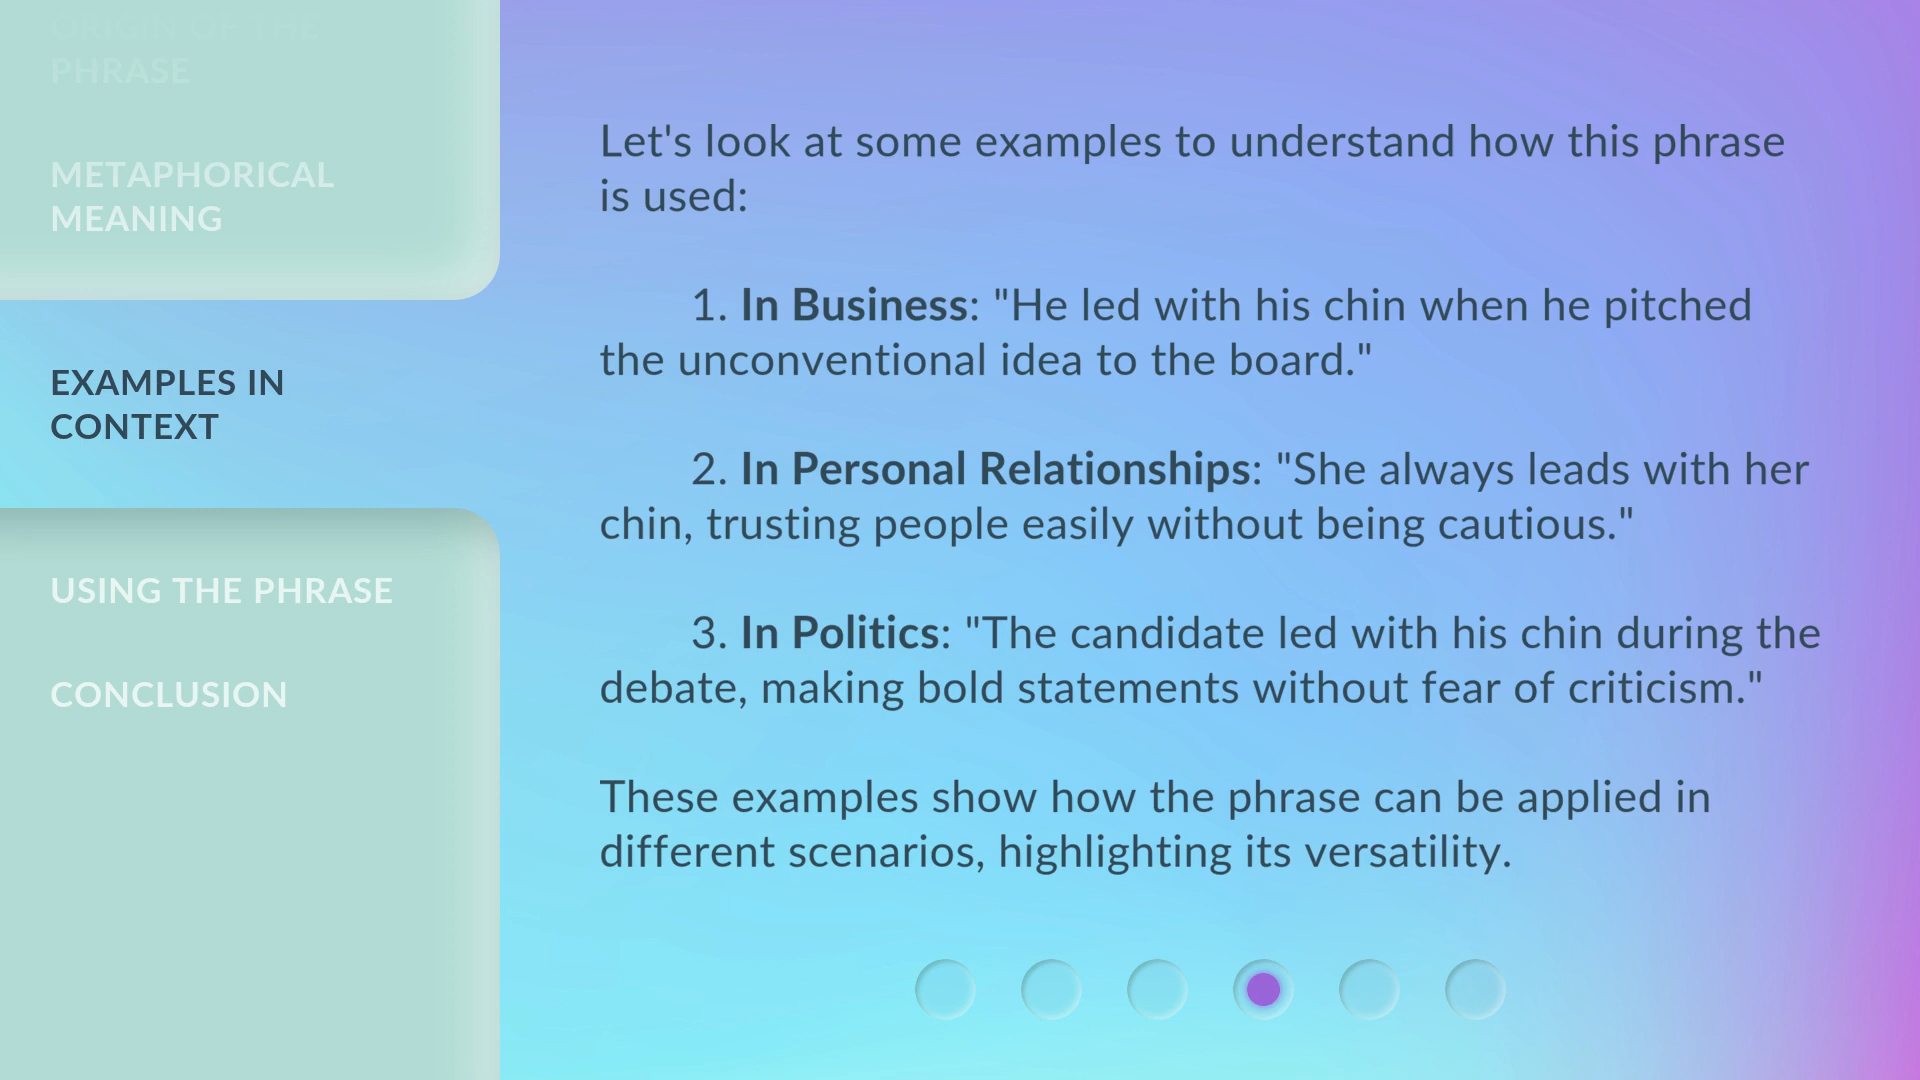 ORIGIN OF THE
PHRASE
METAPHORICAL
MEANING
EXAMPLES IN
CONTEXT
USING THE PHRASE
CONCLUSION
Let's look at some examples to understand how this phrase
is used:
1. In Business: "He led with his chin when he pitched
the unconventional idea to the board."
2. In Personal Relationships: "She always leads with her
chin, trusting people easily without being cautious."
3. In Politics: "The candidate led with his chin during the
debate, making bold statements without fear of criticism."
These examples show how the phrase can be applied in
different scenarios, highlighting its versatility.